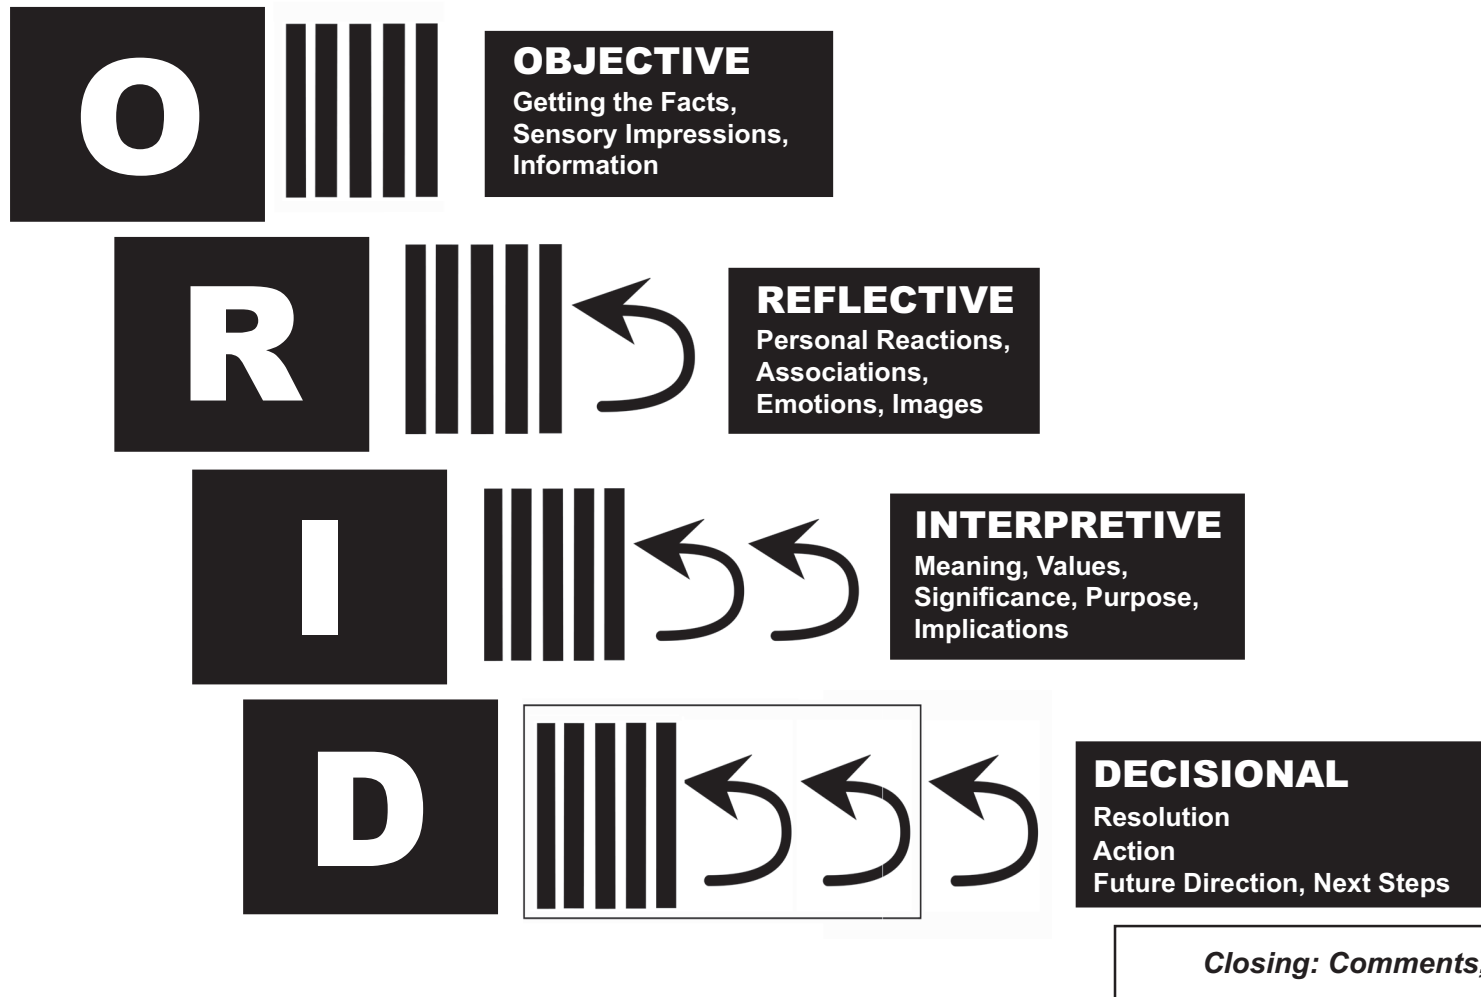 O
OBJECTIVE
Getting the Facts,
Sensory Impressions,
Information
R
REFLECTIVE
Personal Reactions,
Associations,
Emotions, Images
I
INTERPRETIVE
Meaning, Values,
Significance, Purpose,
Implications
D
DECISIONAL
Resolution
Action
Future Direction, Next Steps
Closing: Comments,